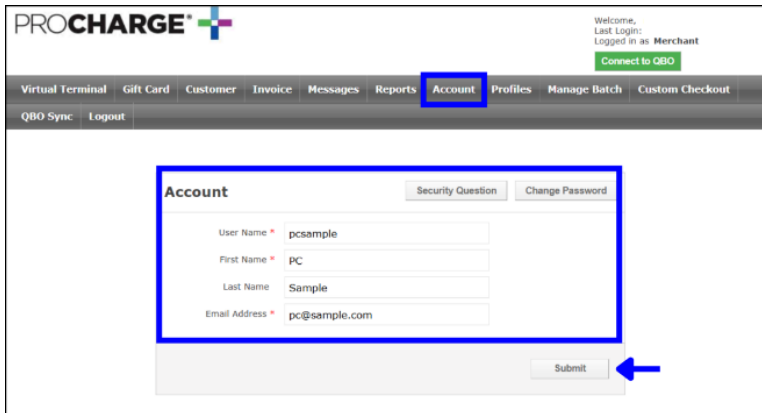 PROCHARGE®
Welcome,
Last Login:
Logged in as Merchant
Connect to QBO
Virtual Terminal Gift Card Customer Invoice Messages Reports Account Profiles Manage Batch Custom Checkout
QBO Sync Logout
Account Security Question Change Password
User Name * pcsample
First Name * PC
Last Name Sample
Email Address * pc@sample.com
Submit